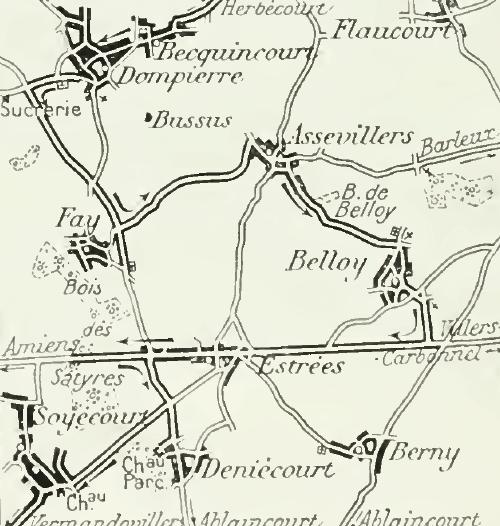 Herbécourt
Flaucourt
Becquincourt
Dompierre
Sucrerie
Bussus
Assevillers
Barleux
B. de
Belloy
Fay
Belloy
Bois
des
Amiens
Villers-
Carbonnel
Estrées
Satyres
Soyécourt
Berny
Chau
Parc
Deniécourt
Ch.au
Vermandovillers
Ablaincourt
Ablaincourt